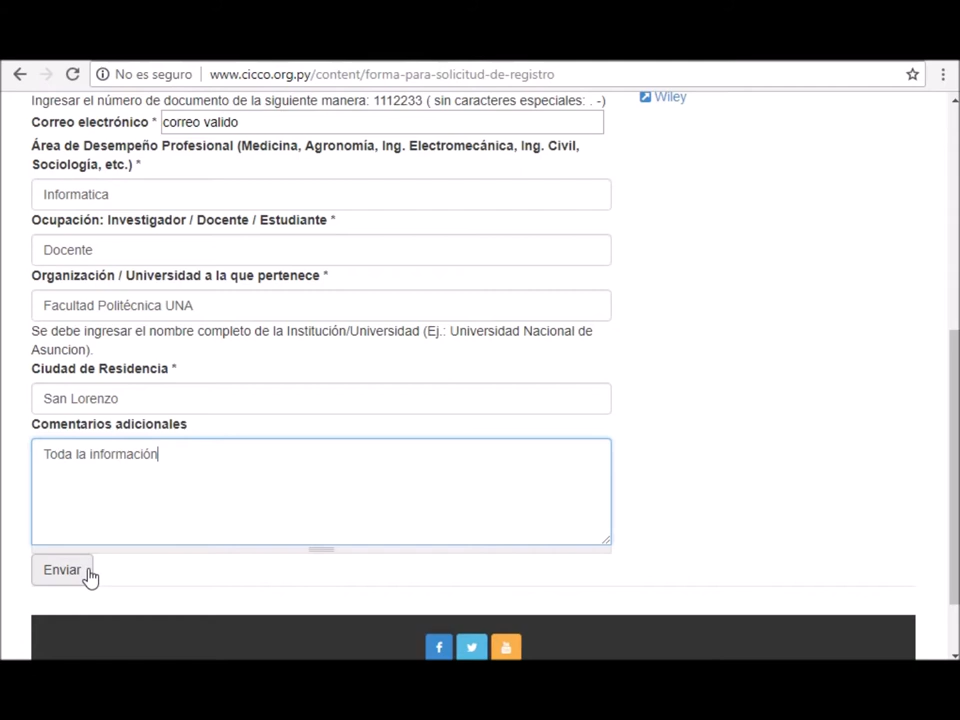 No es seguro www.cicco.org.py/content/forma-para-solicitud-de-registro
Ingresar el número de documento de la siguiente manera: 1112233 ( sin caracteres especiales: . -)
Wiley
Correo electrónico * correo valido
Área de Desempeño Profesional (Medicina, Agronomía, Ing. Electromecánica, Ing. Civil,
Sociología, etc.) *
Informatica
Ocupación: Investigador / Docente / Estudiante *
Docente
Organización / Universidad a la que pertenece *
Facultad Politécnica UNA
Se debe ingresar el nombre completo de la Institución/Universidad (Ej.: Universidad Nacional de
Asuncion).
Ciudad de Residencia *
San Lorenzo
Comentarios adicionales
Toda la información
Enviar